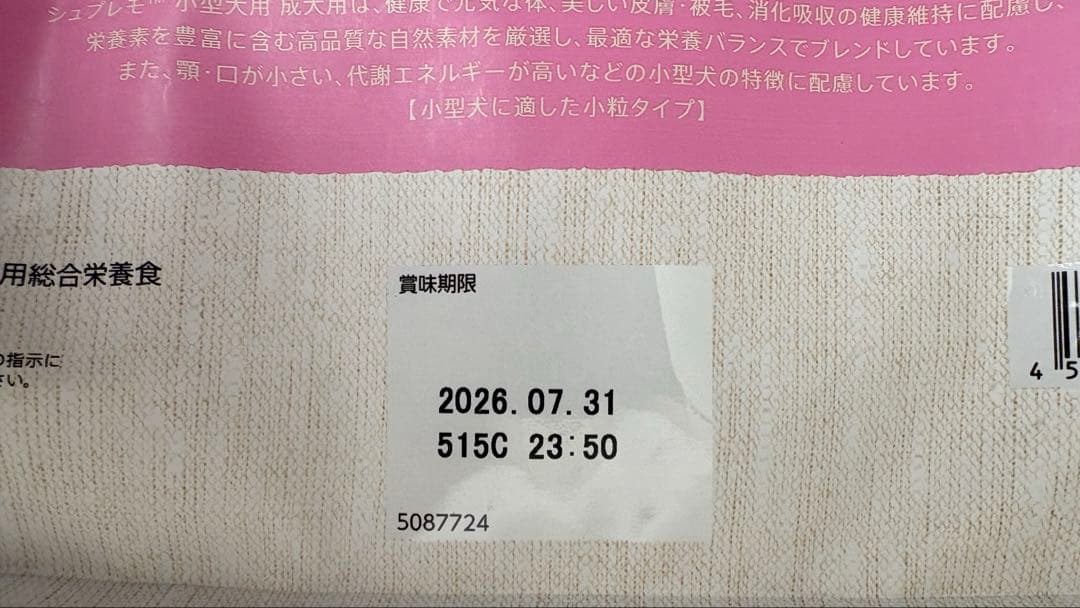 シュプレモ™ 小型犬用 成犬用は、健康で元気な体、美しい皮膚・被毛、消化吸収の健康維持に配慮し、
栄養素を豊富に含む高品質な自然素材を厳選し、最適な栄養バランスでブレンドしています。
また、顎・口が小さい、代謝エネルギーが高いなどの小型犬の特徴に配慮しています。
【小型犬に適した小粒タイプ】
用総合栄養食
の指示に
さい。
賞味期限
2026.07.31
515C 23:50
5087724
4 5